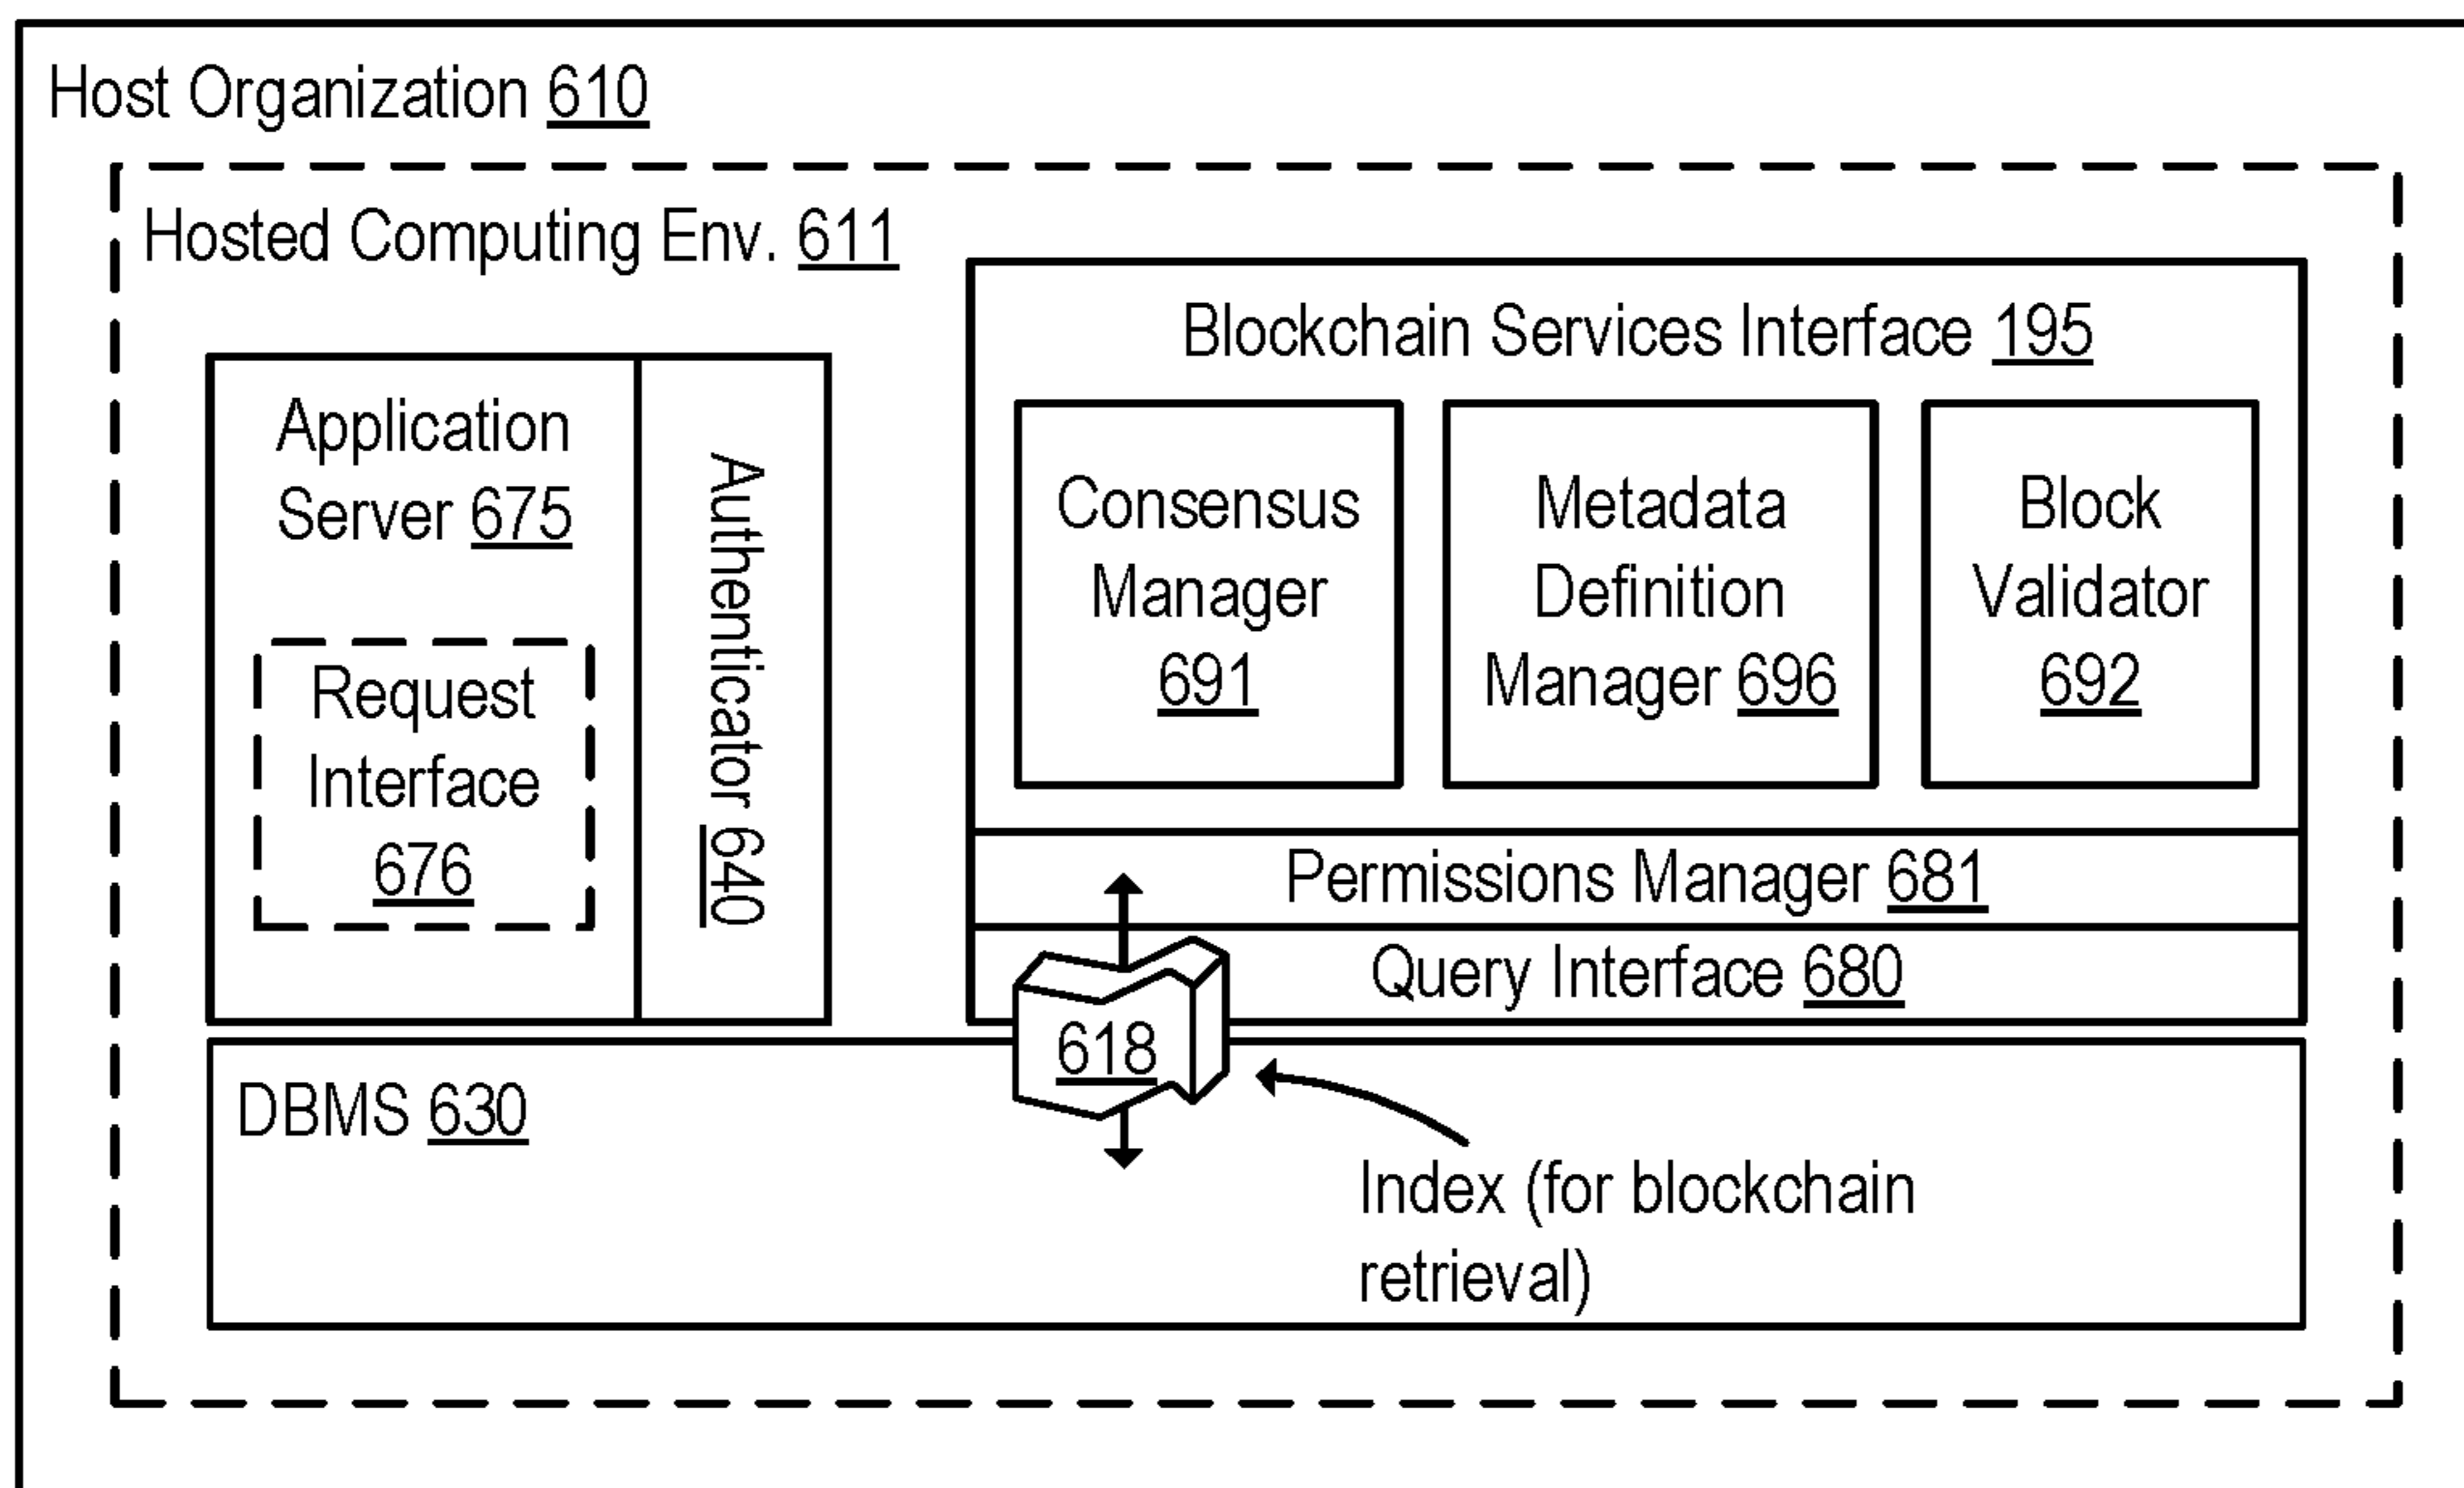 Host Organization 610
Hosted Computing Env. 611
Application
Server 675
Request
Interface
676
Authenticator 640
Blockchain Services Interface 195
Consensus
Manager
691
Metadata
Definition
Manager 696
Block
Validator
692
Permissions Manager 681
Query Interface 680
618
DBMS 630
Index (for blockchain
retrieval)